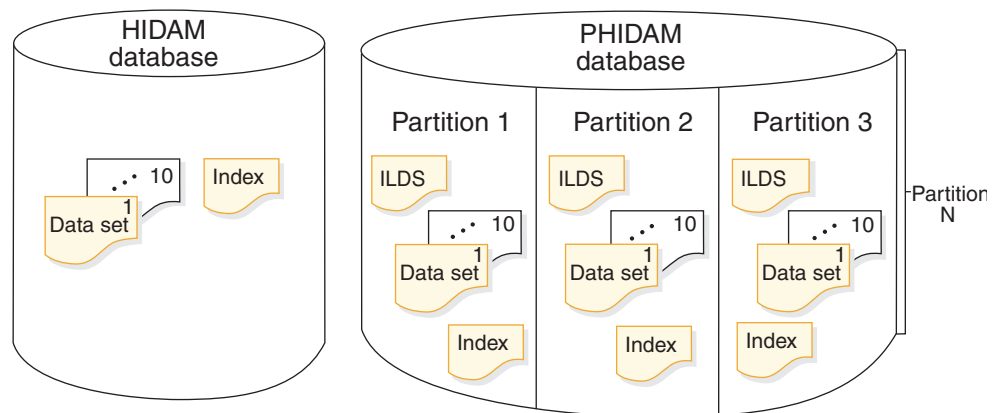 HIDAM
database
10
1
Data set
Index
PHIDAM
database
Partition 1
ILDS
10
1
Data set
Index
Partition 2
ILDS
10
1
Data set
Index
Partition 3
ILDS
10
1
Data set
Index
Partition
N